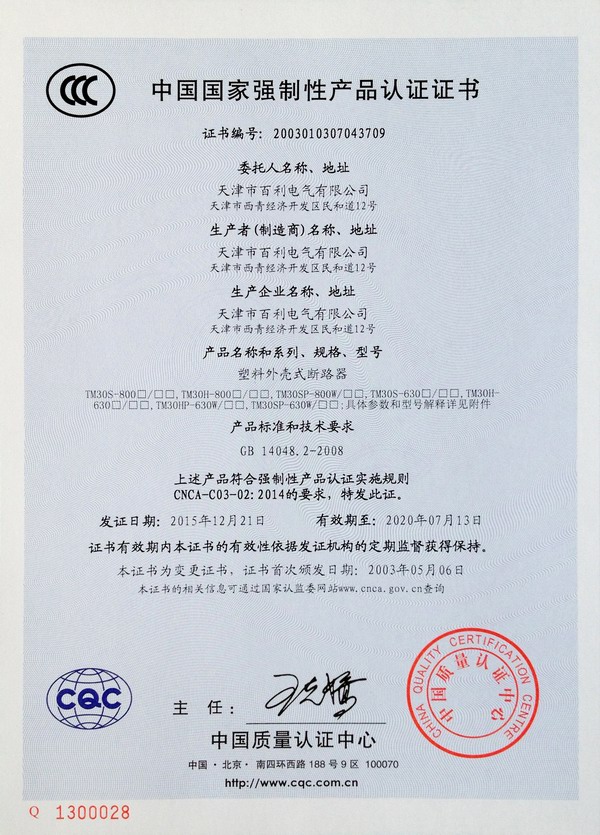 CCC
中国国家强制性产品认证证书
证书编号：2003010307043709
委托人名称、地址
天津市百利电气有限公司
天津市西青经济开发区民和道12号
生产者(制造商)名称、地址
天津市百利电气有限公司
天津市西青经济开发区民和道12号
生产企业名称、地址
天津市百利电气有限公司
天津市西青经济开发区民和道12号
产品名称和系列、规格、型号
塑料外壳式断路器
TM30S-800□/□□,TM30H-800□/□□,TM30SP-800W/□□,TM30S-630□/□□,TM30H-
630□/□□,TM30HP-630W/□□,TM30SP-630W/□□;具体参数和型号解释详见附件
产品标准和技术要求
GB 14048.2-2008
上述产品符合强制性产品认证实施规则
CNCA-C03-02:2014的要求，特发此证。
发证日期：2015年12月21日 有效期至：2020年07月13日
证书有效期内本证书的有效性依据发证机构的定期监督获得保持。
本证书为变更证书，证书首次颁发日期：2003年05月06日
本证书的相关信息可通过国家认监委网站www.cnca.gov.cn查询
CQC
主 任：
CHINA QUALITY CERTIFICATION CENTRE
中国质量认证中心
中国质量认证中心
中国·北京·南四环西路188号9区 100070
http://www.cqc.com.cn
Q 1300028